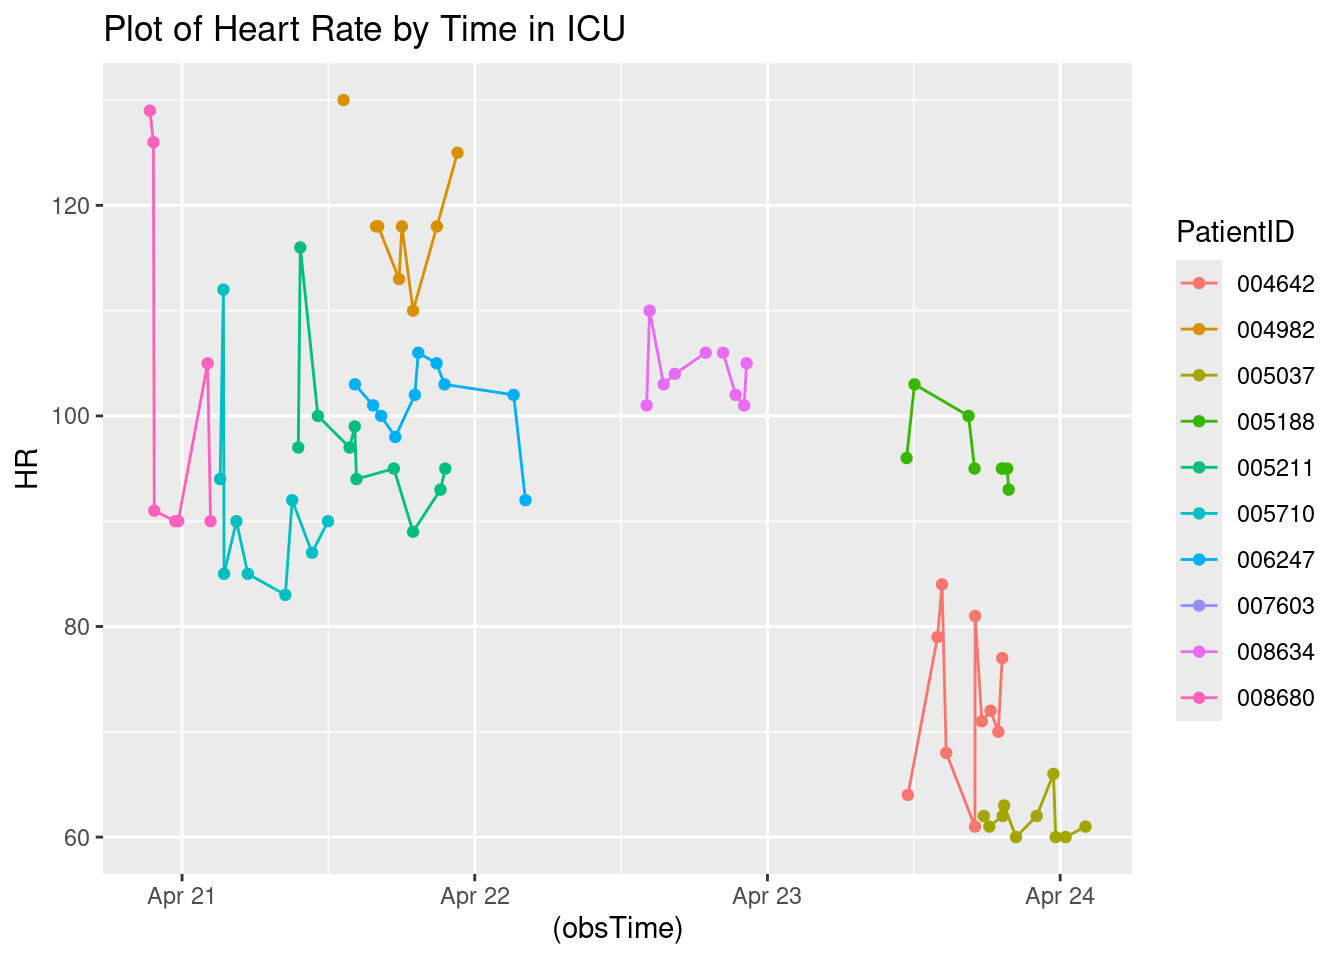 Plot of Heart Rate by Time in ICU
HR
120
100
80
60
Apr 21
Apr 22
Apr 23
Apr 24
(obsTime)
PatientID
004642
004982
005037
005188
005211
005710
006247
007603
008634
008680